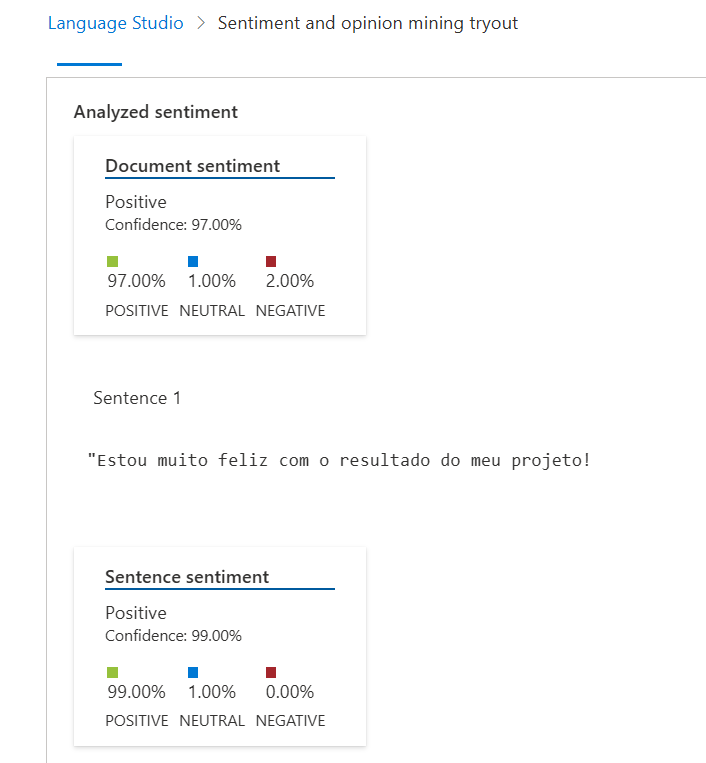 Language Studio > Sentiment and opinion mining tryout
Analyzed sentiment
Document sentiment
Positive
Confidence: 97.00%
97.00% 1.00% 2.00%
POSITIVE NEUTRAL NEGATIVE
Sentence 1
"Estou muito feliz com o resultado do meu projeto!
Sentence sentiment
Positive
Confidence: 99.00%
99.00% 1.00% 0.00%
POSITIVE NEUTRAL NEGATIVE